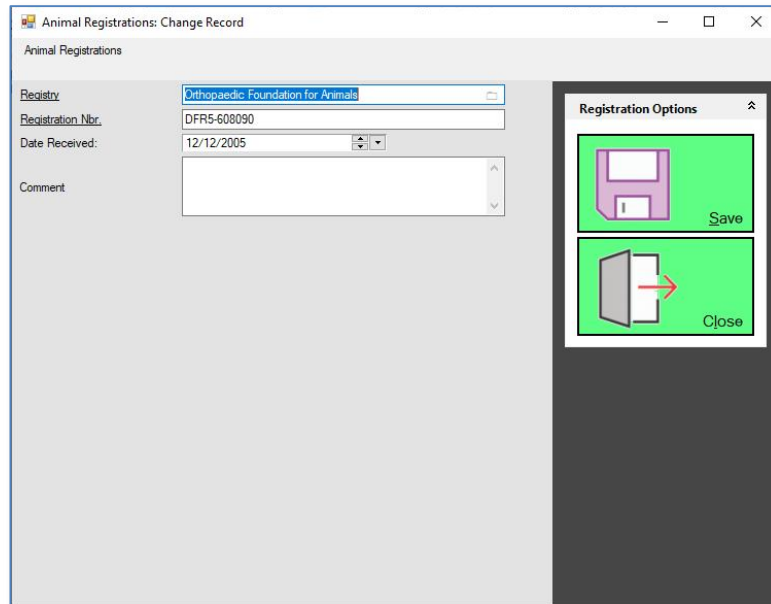 Animal Registrations: Change Record
Animal Registrations
Registry
Orthopaedic Foundation for Animals
Registration Nbr.
DFR5-608090
Date Received:
12/12/2005
Comment
Registration Options
Save
Close